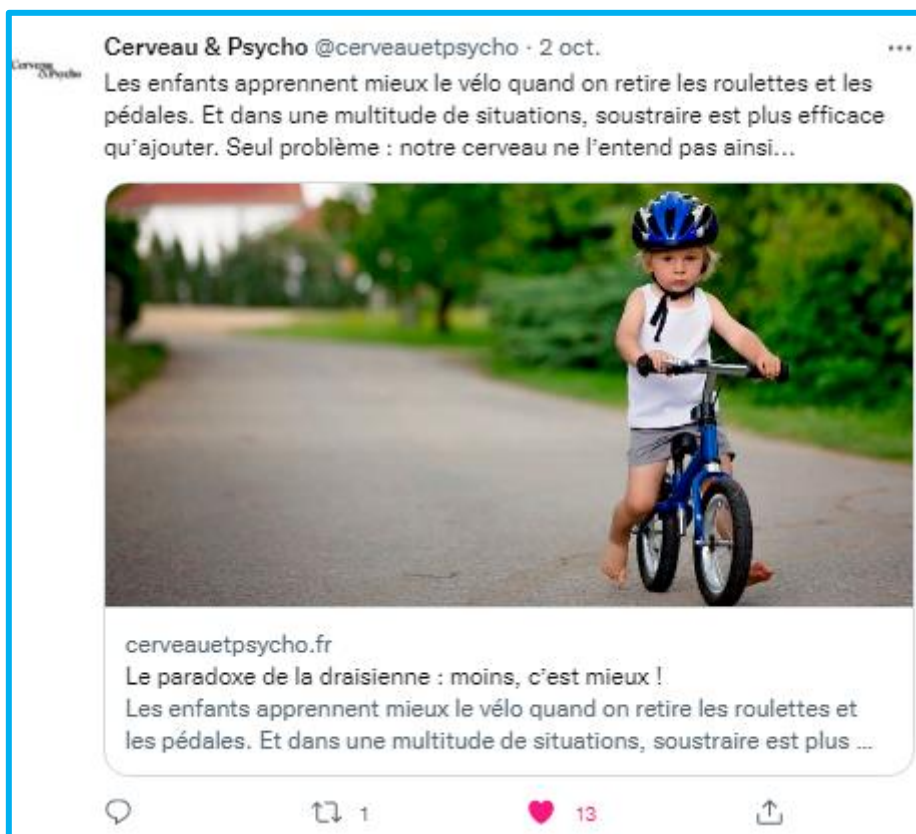 Cerveau & Psycho @cerveauetpsycho · 2 oct.
Cerveau
& Psycho
Les enfants apprennent mieux le vélo quand on retire les roulettes et les
pédales. Et dans une multitude de situations, soustraire est plus efficace
qu'ajouter. Seul problème : notre cerveau ne l'entend pas ainsi...
cerveauetpsycho.fr
Le paradoxe de la draisienne : moins, c'est mieux !
Les enfants apprennent mieux le vélo quand on retire les roulettes et
les pédales. Et dans une multitude de situations, soustraire est plus ...
1
13